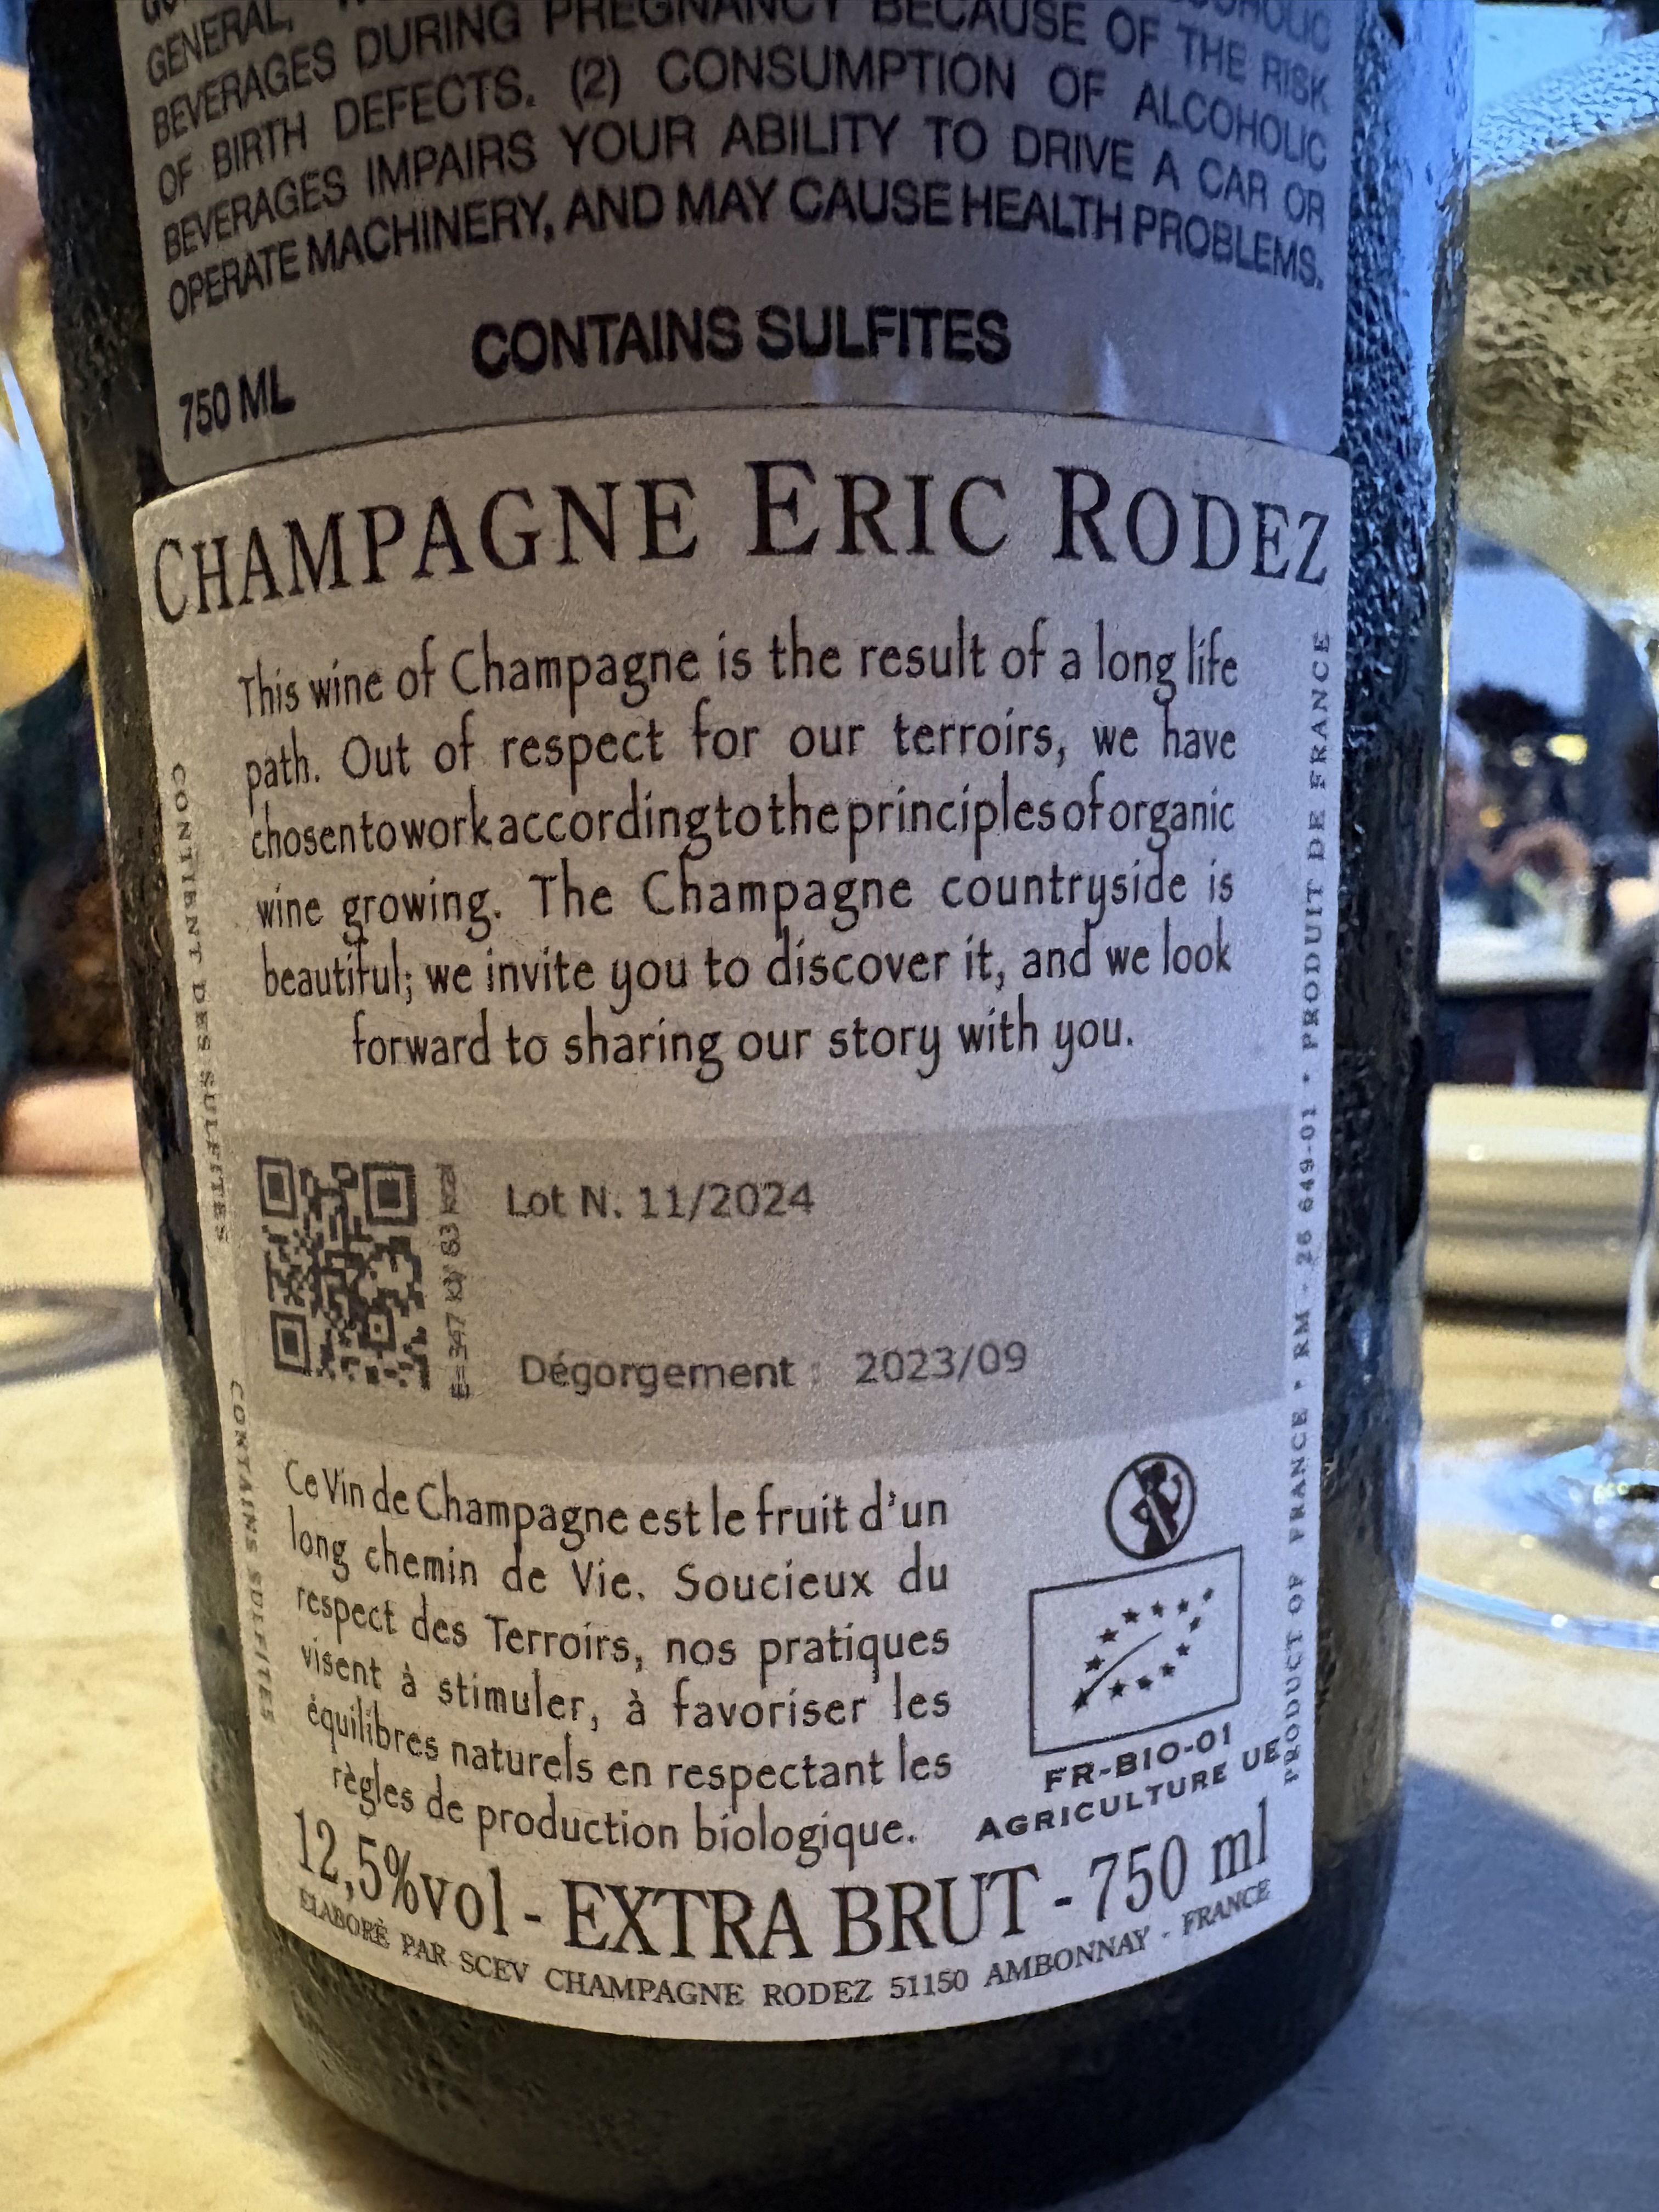 GENERAL,
BEVERAGES DURING PREGNANCY BECAUSE OF THE RISK
OF BIRTH DEFECTS. (2) CONSUMPTION OF ALCOHOLIC
BEVERAGES IMPAIRS YOUR ABILITY TO DRIVE A CAR OR
OPERATE MACHINERY, AND MAY CAUSE HEALTH PROBLEMS.
CONTAINS SULFITES
750 ML
CHAMPAGNE ERIC RODEZ
This wine of Champagne is the result of a long life
path. Out of respect for our terroirs, we have
chosen to work according to the principles of organic
wine growing. The Champagne countryside is
beautiful; we invite you to discover it, and we look
forward to sharing our story with you.
CONTIENT DES SULFITES
CONTAINS SULFITES
Lot N. 11/2024
Dégorgement : 2023/09
E=347 KJ/ 83 kcal
Ce Vin de Champagne est le fruit d'un
long chemin de Vie. Soucieux du
respect des Terroirs, nos pratiques
visent à stimuler, à favoriser les
équilibres naturels en respectant les
règles de production biologique.
FR-BIO-01
AGRICULTURE UE
PRODUCT OF FRANCE • RM - 26 649-01 • PRODUIT DE FRANCE
12,5%vol - EXTRA BRUT - 750 ml
ELABORÈ PAR SCEV CHAMPAGNE RODEZ 51150 AMBONNAY - FRANCE